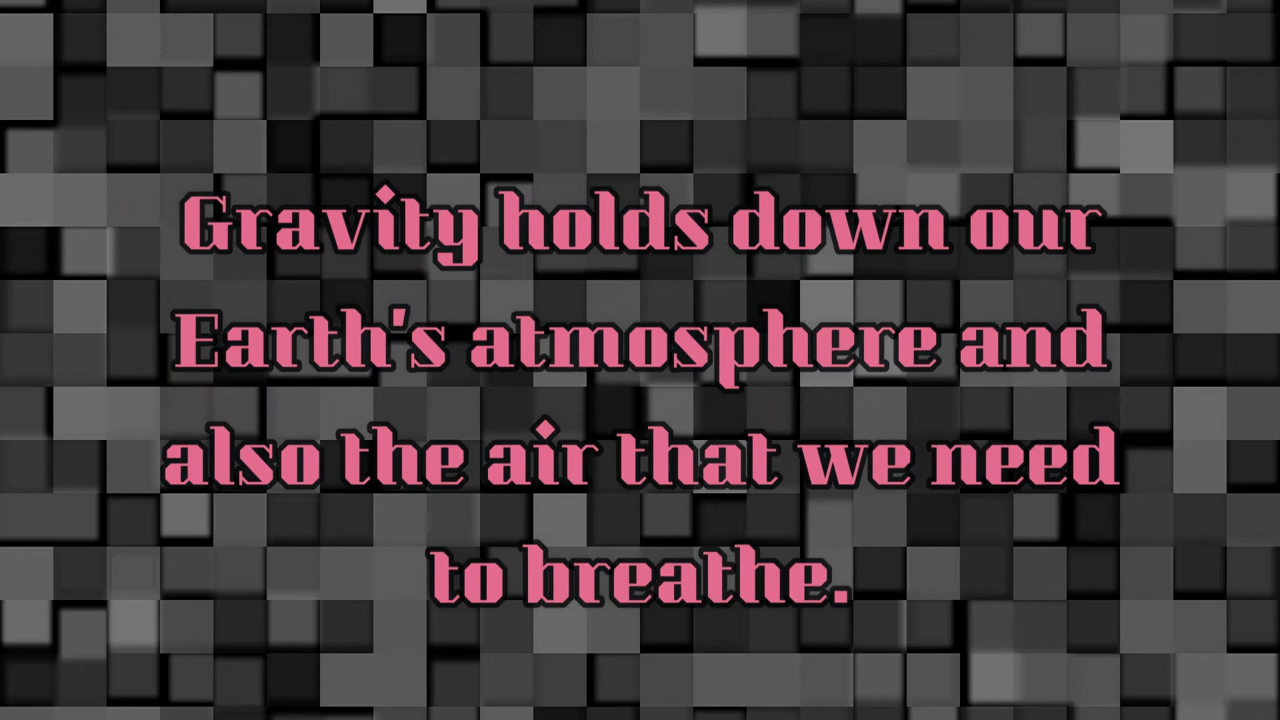 Gravity holds down our
Earth's atmosphere and
also the air that we need
to breathe.